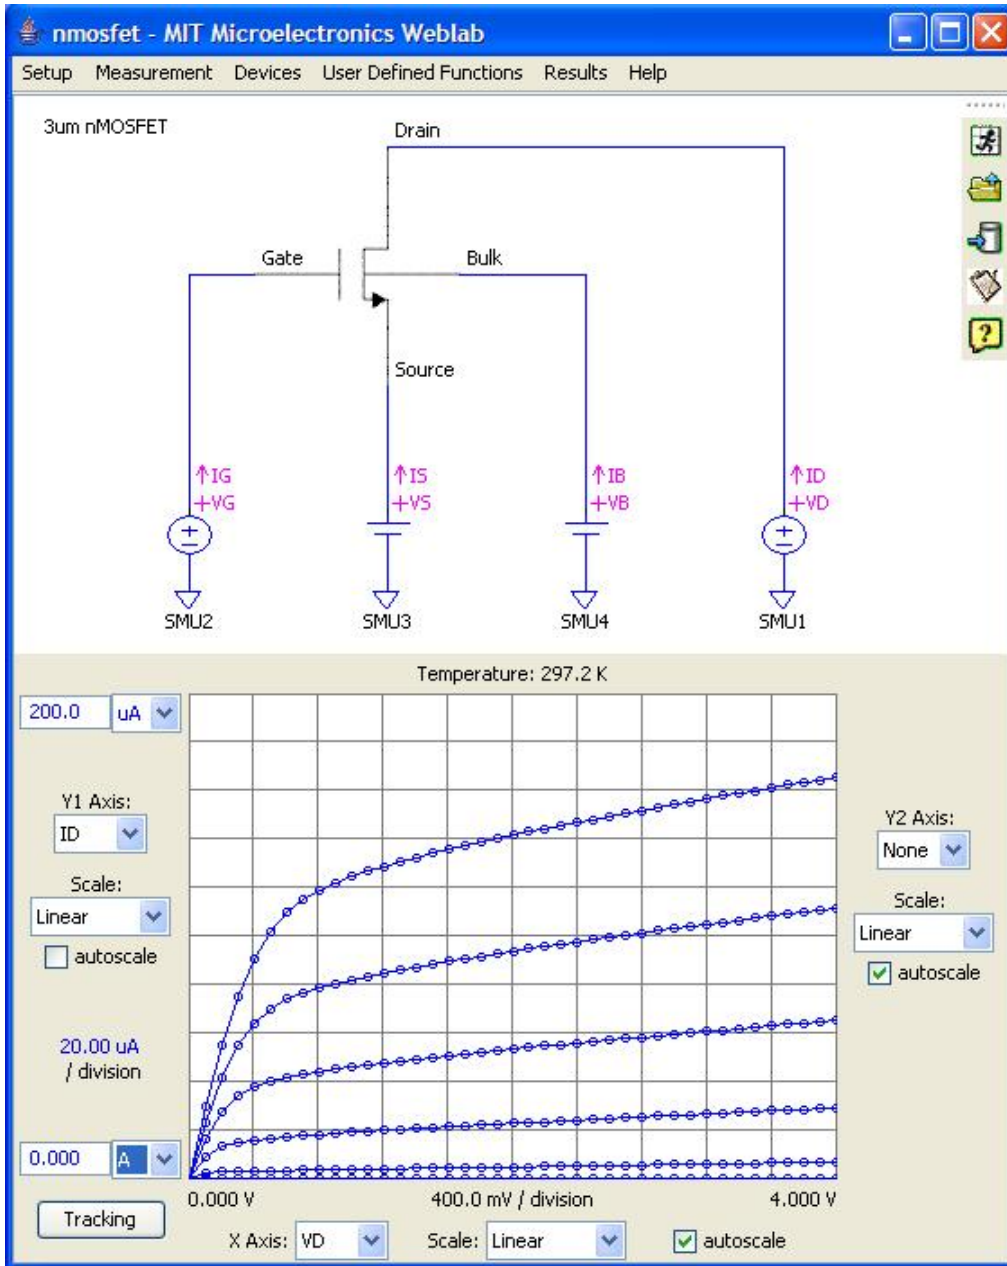 nmosfet - MIT Microelectronics Weblab
Setup Measurement Devices User Defined Functions Results Help
3um nMOSFET
Drain
Gate
Bulk
Source
IG
+VG
IS
+VS
IB
+VB
ID
+VD
SMU2
SMU3
SMU4
SMU1
Temperature: 297.2 K
200.0 uA
Y1 Axis:
ID
Scale:
Linear
autoscale
20.00 uA
/ division
0.000 A
Tracking
0.000 V 400.0 mV / division 4.000 V
X Axis: VD Scale: Linear autoscale
Y2 Axis:
None
Scale:
Linear
autoscale